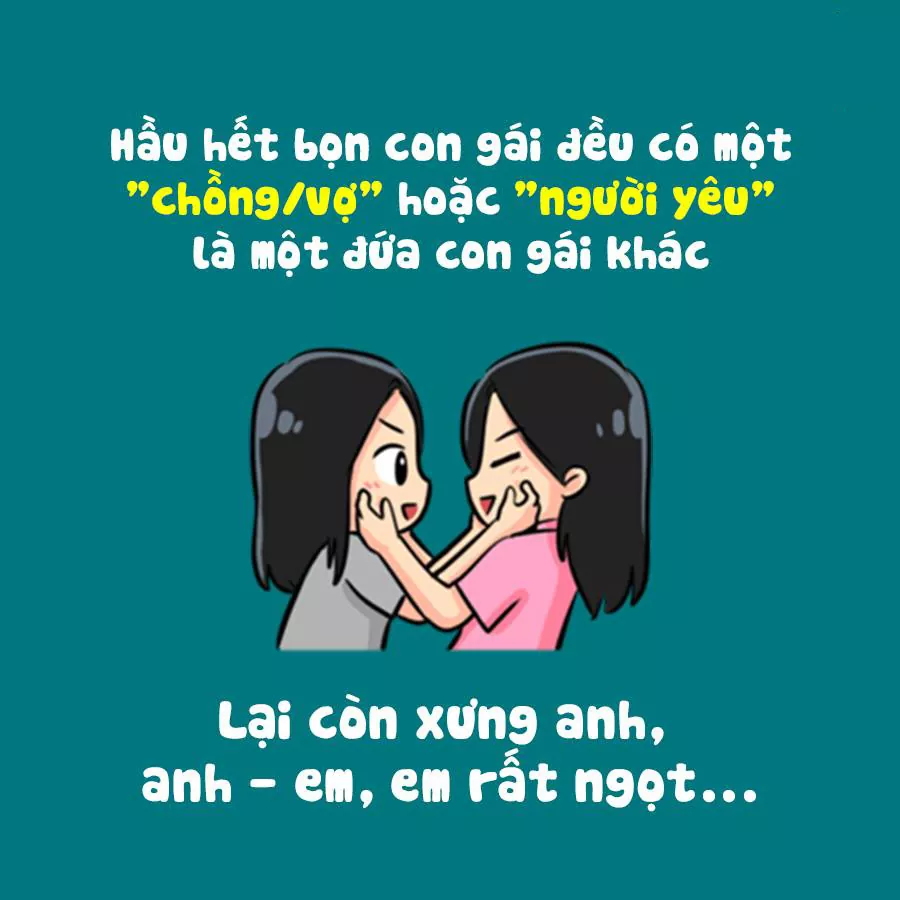 Hầu hết bọn con gái đều có một
"chồng/vợ" hoặc "người yêu"
là một đứa con gái khác
Lại còn xưng anh,
anh - em, em rất ngọt...